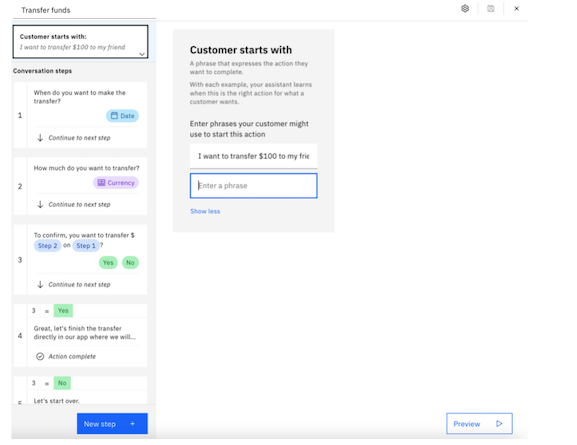 Transfer funds
Customer starts with:
I want to transfer $100 to my friend
Conversation steps
1
When do you want to make the
transfer?
Date
Continue to next step
2
How much do you want to transfer?
Currency
Continue to next step
3
To confirm, you want to transfer $
Step 2 on Step 1 ?
Yes No
Continue to next step
3 = Yes
4
Great, let's finish the transfer
directly in our app where we will...
Action complete
3 = No
Let's start over.
New step +
Customer starts with
A phrase that expresses the action they
want to complete.
With each example, your assistant learns
when this is the right action for what a
customer wants.
Enter phrases your customer might
use to start this action
I want to transfer $100 to my frie
Enter a phrase
Show less
Preview